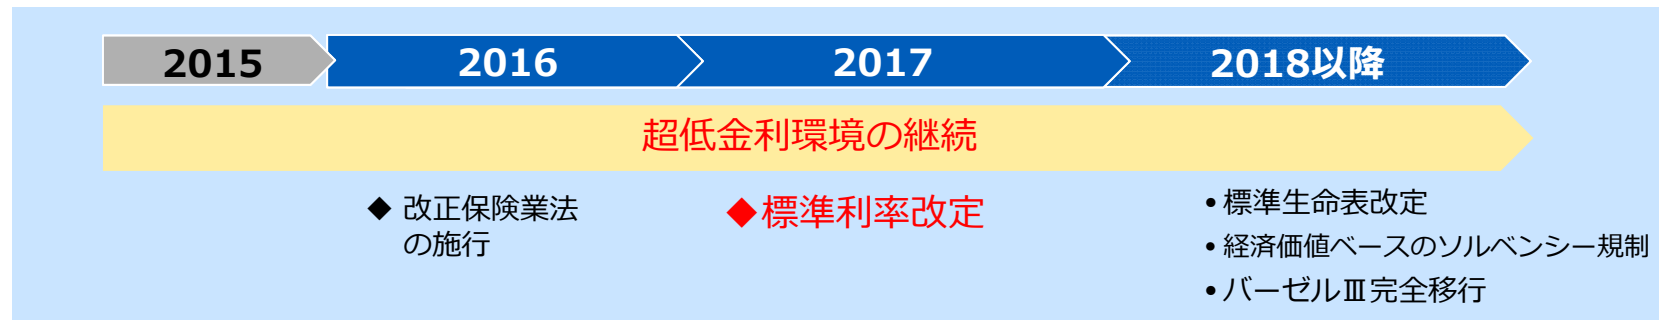 2015
2016
2017
2018以降
超低金利環境の継続
◆ 改正保険業法
の施行
◆標準利率改定
•標準生命表改定
•経済価値ベースのソルベンシー規制
•バーゼルⅢ完全移行